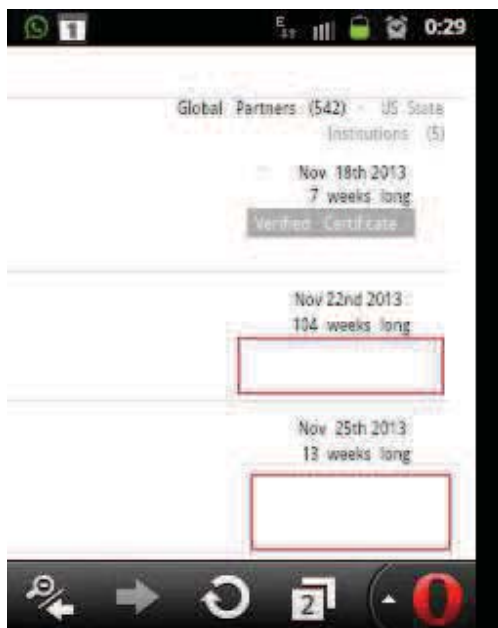 1 E 0:29
Global Partners (542) - US State
Institutions (5)
Nov 18th 2013
7 weeks long
Verified Certificate
Nov 22nd 2013
104 weeks long
Nov 25th 2013
13 weeks long
2